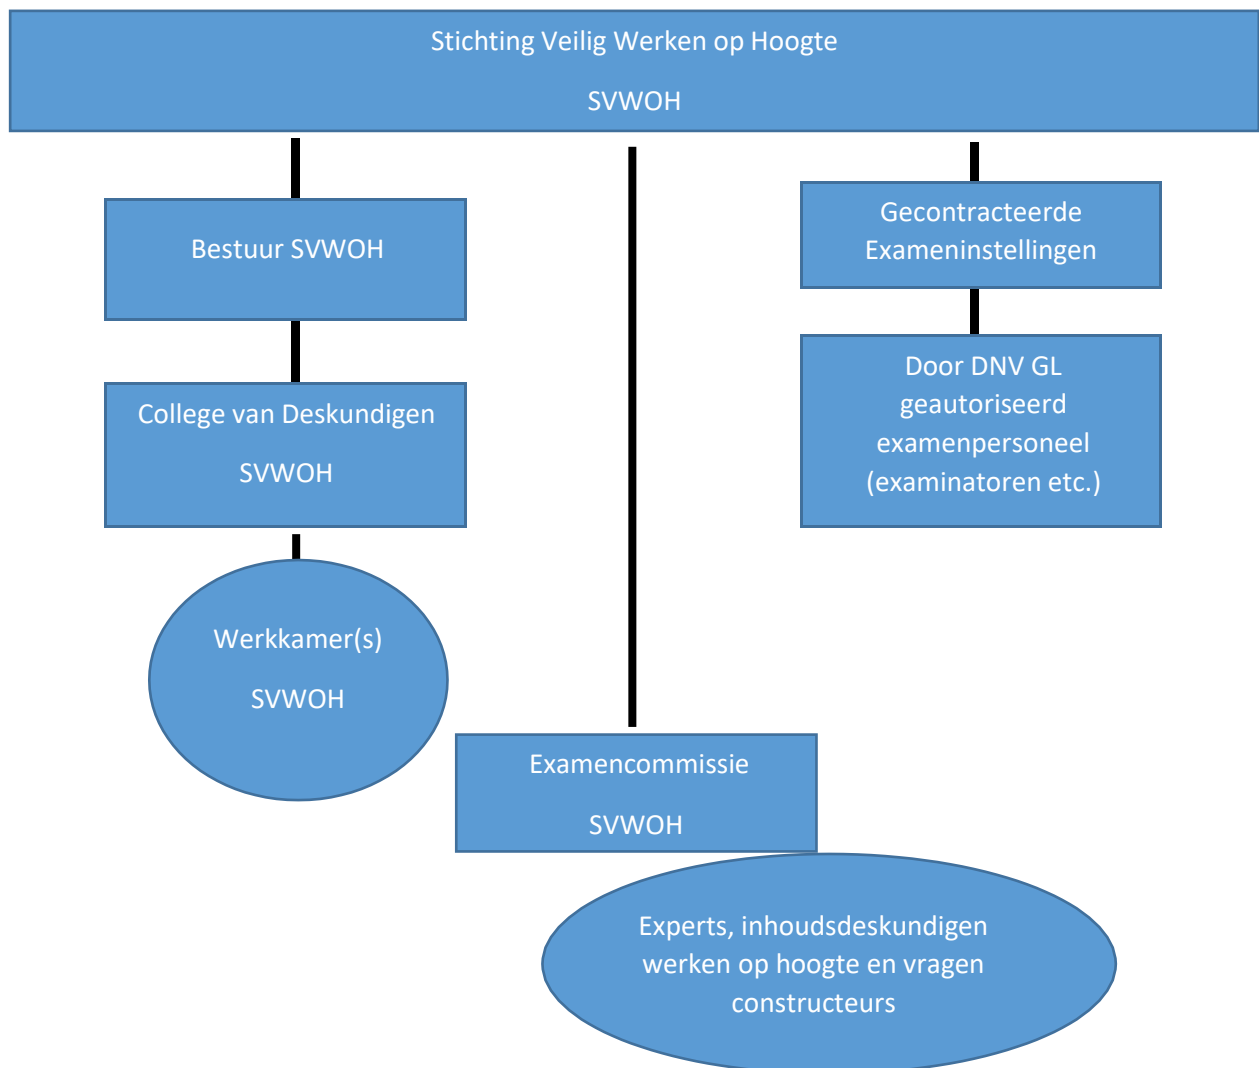 Stichting Veilig Werken op Hoogte
SVWOH
Bestuur SVWOH
College van Deskundigen
SVWOH
Werkkamer(s)
SVWOH
Examencommissie
SVWOH
Experts, inhoudsdeskundigen
werken op hoogte en vragen
constructeurs
Gecontracteerde
Exameninstellingen
Door DNV GL
geautoriseerd
examenpersoneel
(examinatoren etc.)